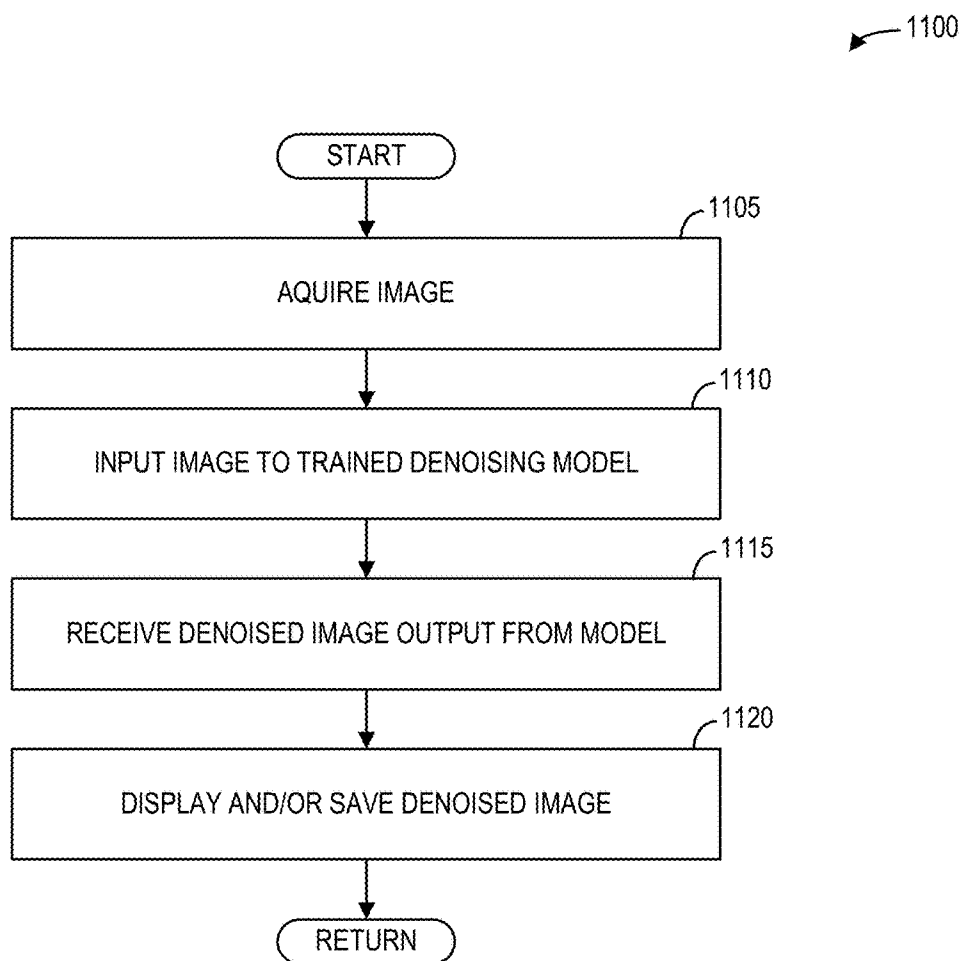 1100
START
1105
AQUIRE IMAGE
1110
INPUT IMAGE TO TRAINED DENOISING MODEL
1115
RECEIVE DENOISED IMAGE OUTPUT FROM MODEL
1120
DISPLAY AND/OR SAVE DENOISED IMAGE
RETURN